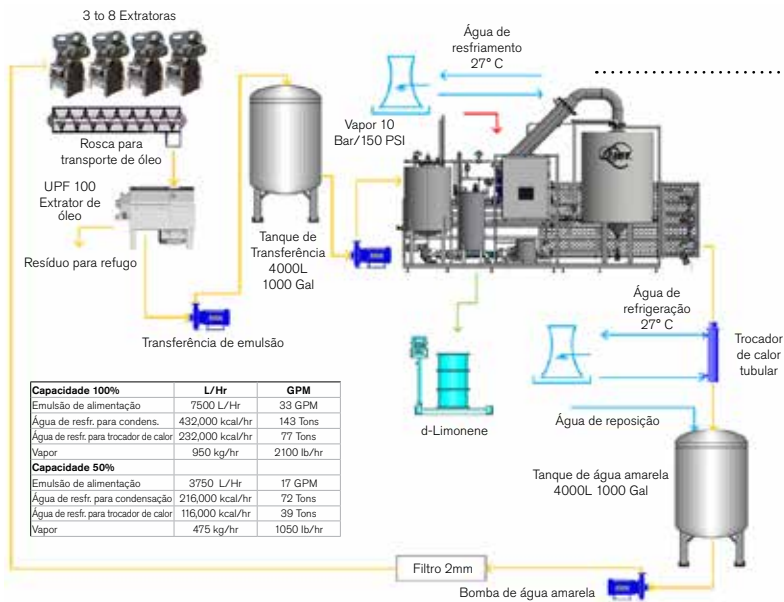 3 to 8 Extratoras
Rosca para
transporte de óleo
UPF 100
Extrator de
óleo
Resíduo para refugo
Transferência de emulsão
Tanque de
Transferência
4000L
1000 Gal
Água de
resfriamento
27° C
Vapor 10
Bar/150 PSI
d-Limonene
Água de
refrigeração
27° C
Trocador
de calor
tubular
Água de reposição
Tanque de água amarela
4000L 1000 Gal
Capacidade 100% L/Hr GPM
Emulsão de alimentação 7500 L/Hr 33 GPM
Água de resfr. para condens. 432,000 kcal/hr 143 Tons
Água de resfr. para trocador de calor 232,000 kcal/hr 77 Tons
Vapor 950 kg/hr 2100 lb/hr
Capacidade 50%
Emulsão de alimentação 3750 L/Hr 17 GPM
Água de resfr. para condensação 216,000 kcal/hr 72 Tons
Água de resfr. para trocador de calor 116,000 kcal/hr 39 Tons
Vapor 475 kg/hr 1050 lb/hr
Filtro 2mm
Bomba de água amarela